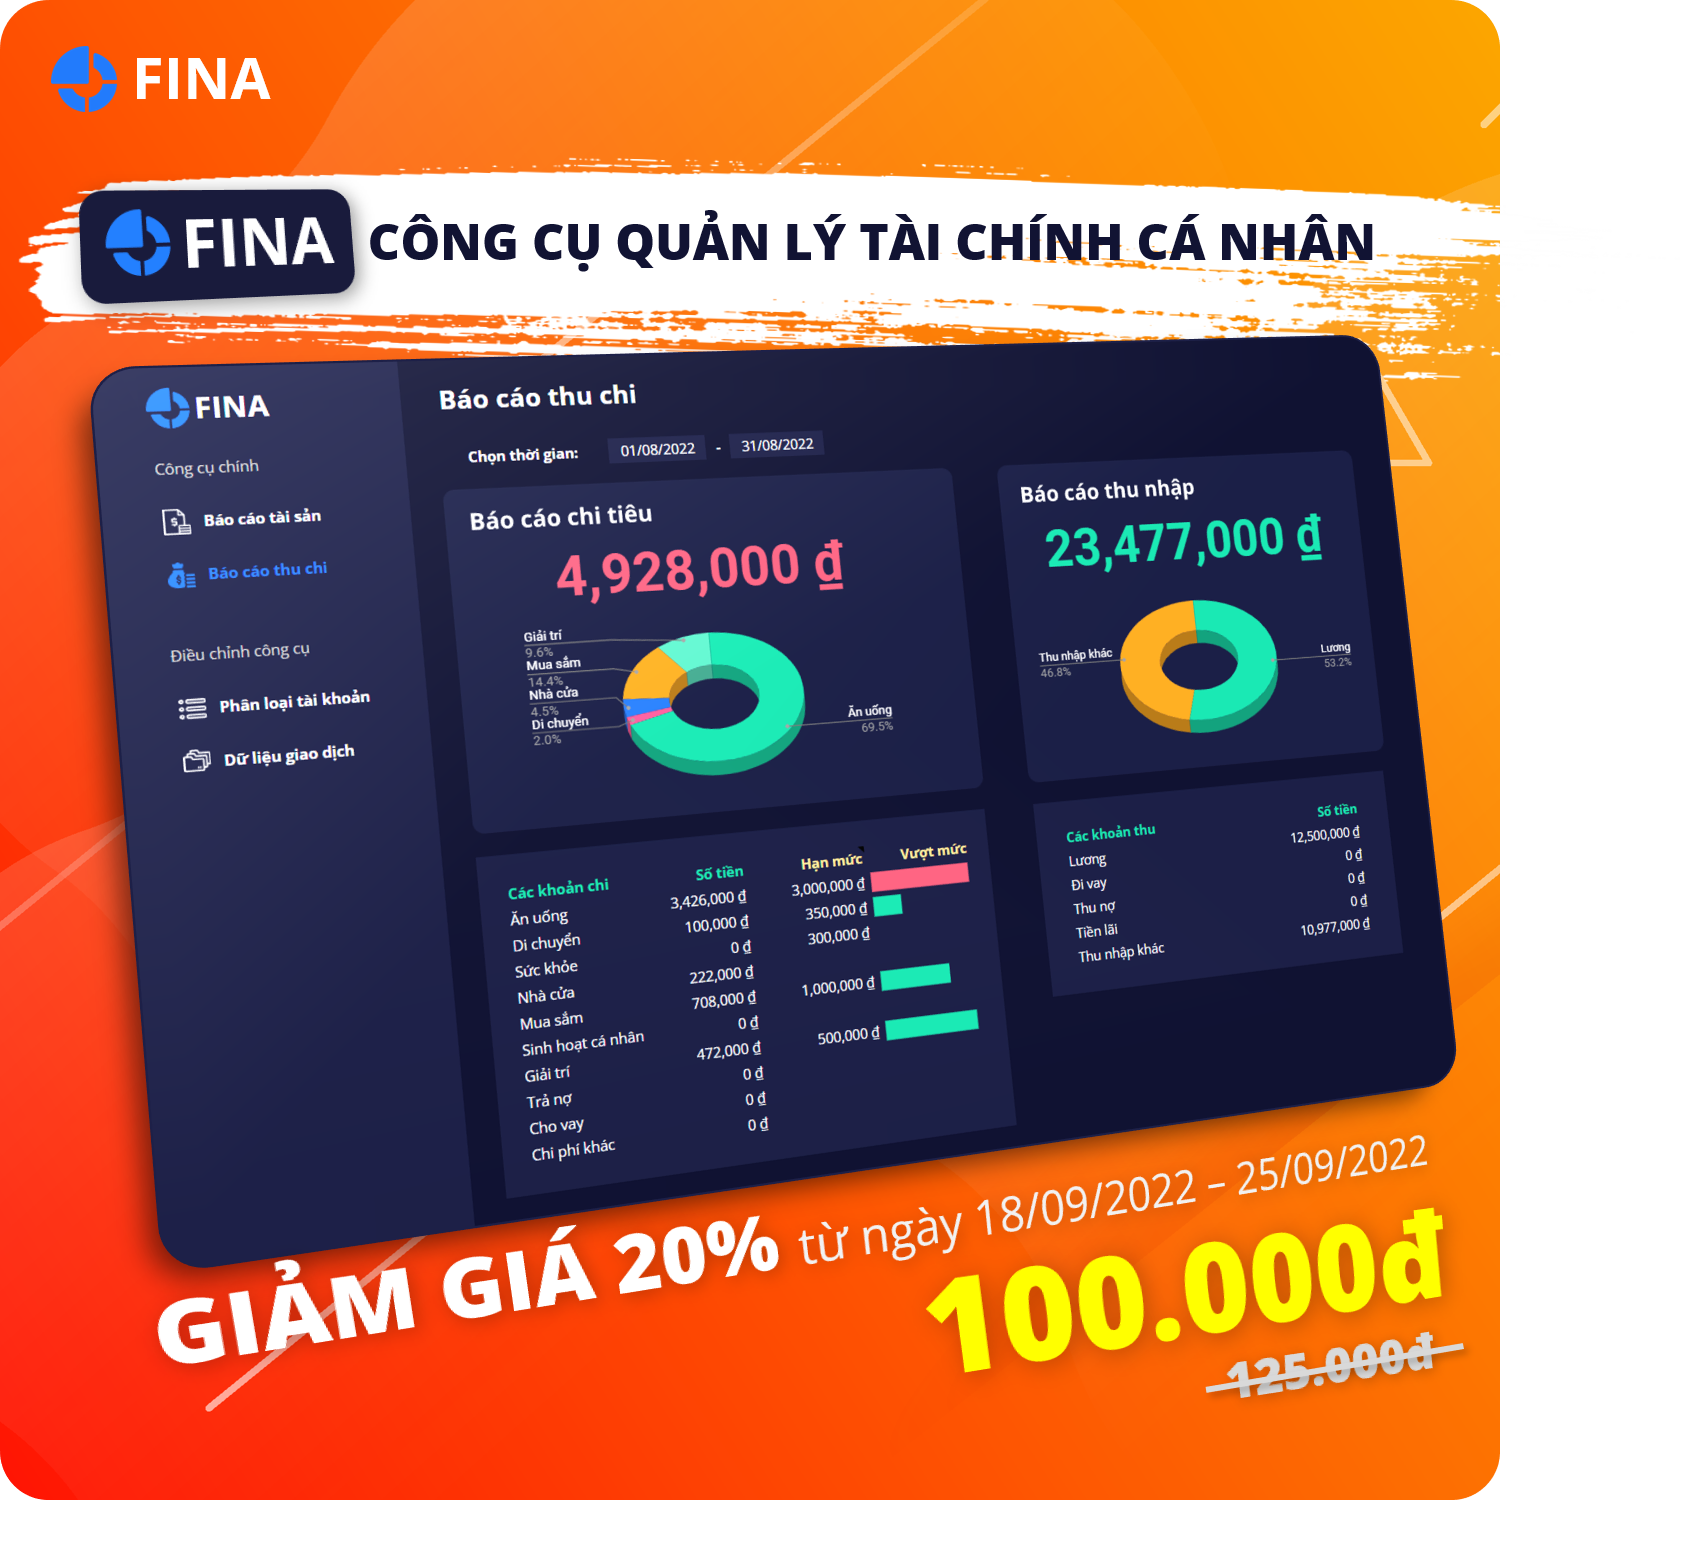 FINA
FINA CÔNG CỤ QUẢN LÝ TÀI CHÍNH CÁ NHÂN
FINA
Công cụ chính
Báo cáo tài sản
Báo cáo thu chi
Điều chỉnh công cụ
Phân loại tài khoản
Dữ liệu giao dịch
Báo cáo thu chi
Chọn thời gian: 01/08/2022 - 31/08/2022
Báo cáo chi tiêu
4,928,000 ₫
Giải trí
9.6%
Mua sắm
14.4%
Nhà cửa
4.5%
Di chuyển
2.0%
Ăn uống
69.5%
Báo cáo thu nhập
23,477,000 ₫
Thu nhập khác
46.8%
Lương
53.2%
Các khoản chi Số tiền Hạn mức Vượt mức
Ăn uống 3,426,000 ₫ 3,000,000 ₫
Di chuyển 100,000 ₫ 350,000 ₫
Sức khỏe 0 ₫ 300,000 ₫
Nhà cửa 222,000 ₫
Mua sắm 708,000 ₫ 1,000,000 ₫
Sinh hoạt cá nhân 0 ₫
Giải trí 472,000 ₫ 500,000 ₫
Trả nợ 0 ₫
Cho vay 0 ₫
Chi phí khác 0 ₫
Các khoản thu Số tiền
Lương 12,500,000 ₫
Đi vay 0 ₫
Thu nợ 0 ₫
Tiền lãi 0 ₫
Thu nhập khác 10,977,000 ₫
GIẢM GIÁ 20% từ ngày 18/09/2022 – 25/09/2022
100.000đ
125.000đ